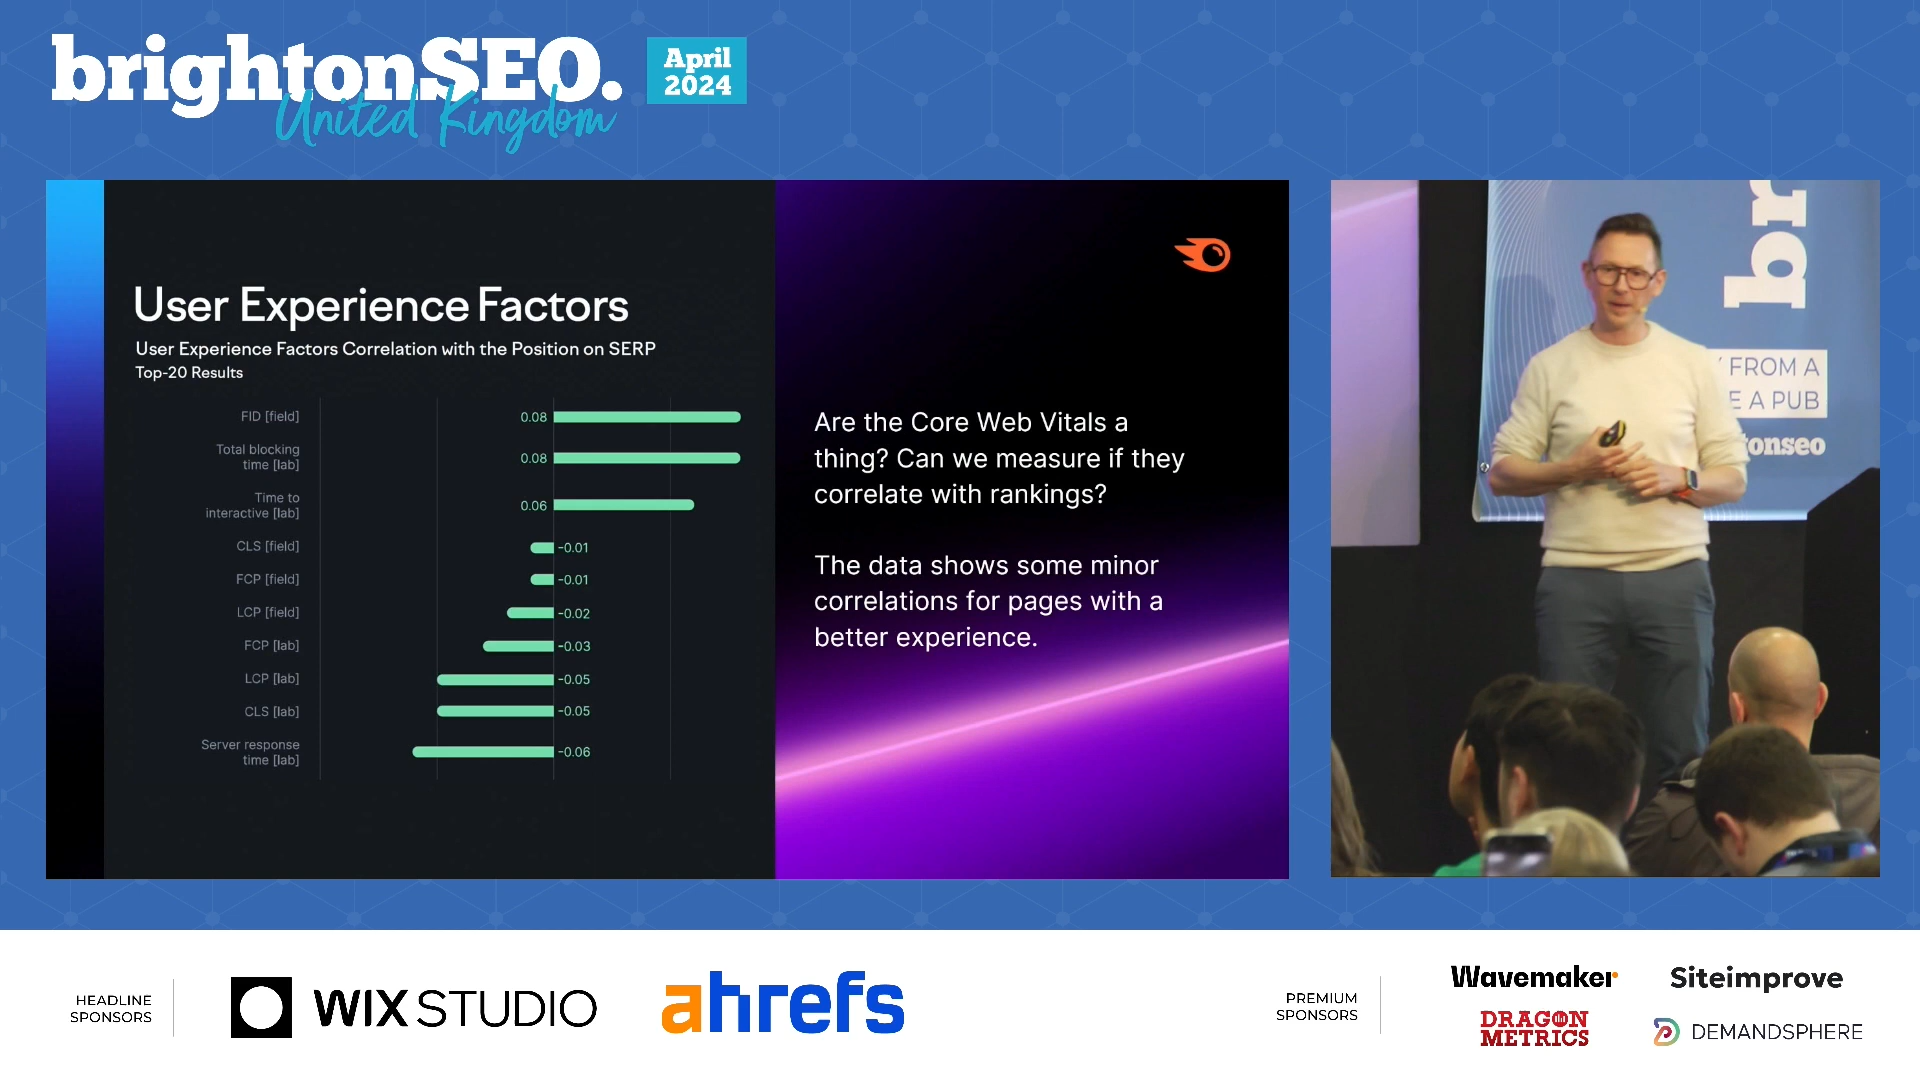 brightonSEO.
United Kingdom
April
2024
User Experience Factors
User Experience Factors Correlation with the Position on SERP
Top-20 Results
FID [field]
0.08
Total blocking
time [lab]
0.08
Time to
interactive [lab]
0.06
CLS [field]
-0.01
FCP [field]
-0.01
LCP [field]
-0.02
FCP [lab]
-0.03
LCP [lab]
-0.05
CLS [lab]
-0.05
Server response
time [lab]
-0.06
Are the Core Web Vitals a
thing? Can we measure if they
correlate with rankings?
The data shows some minor
correlations for pages with a
better experience.
br
FROM A
E A PUB
onseo
HEADLINE
SPONSORS
WIX STUDIO
ahrefs
PREMIUM
SPONSORS
Wavemaker
Siteimprove
DRAGON
METRICS
DEMANDSPHERE